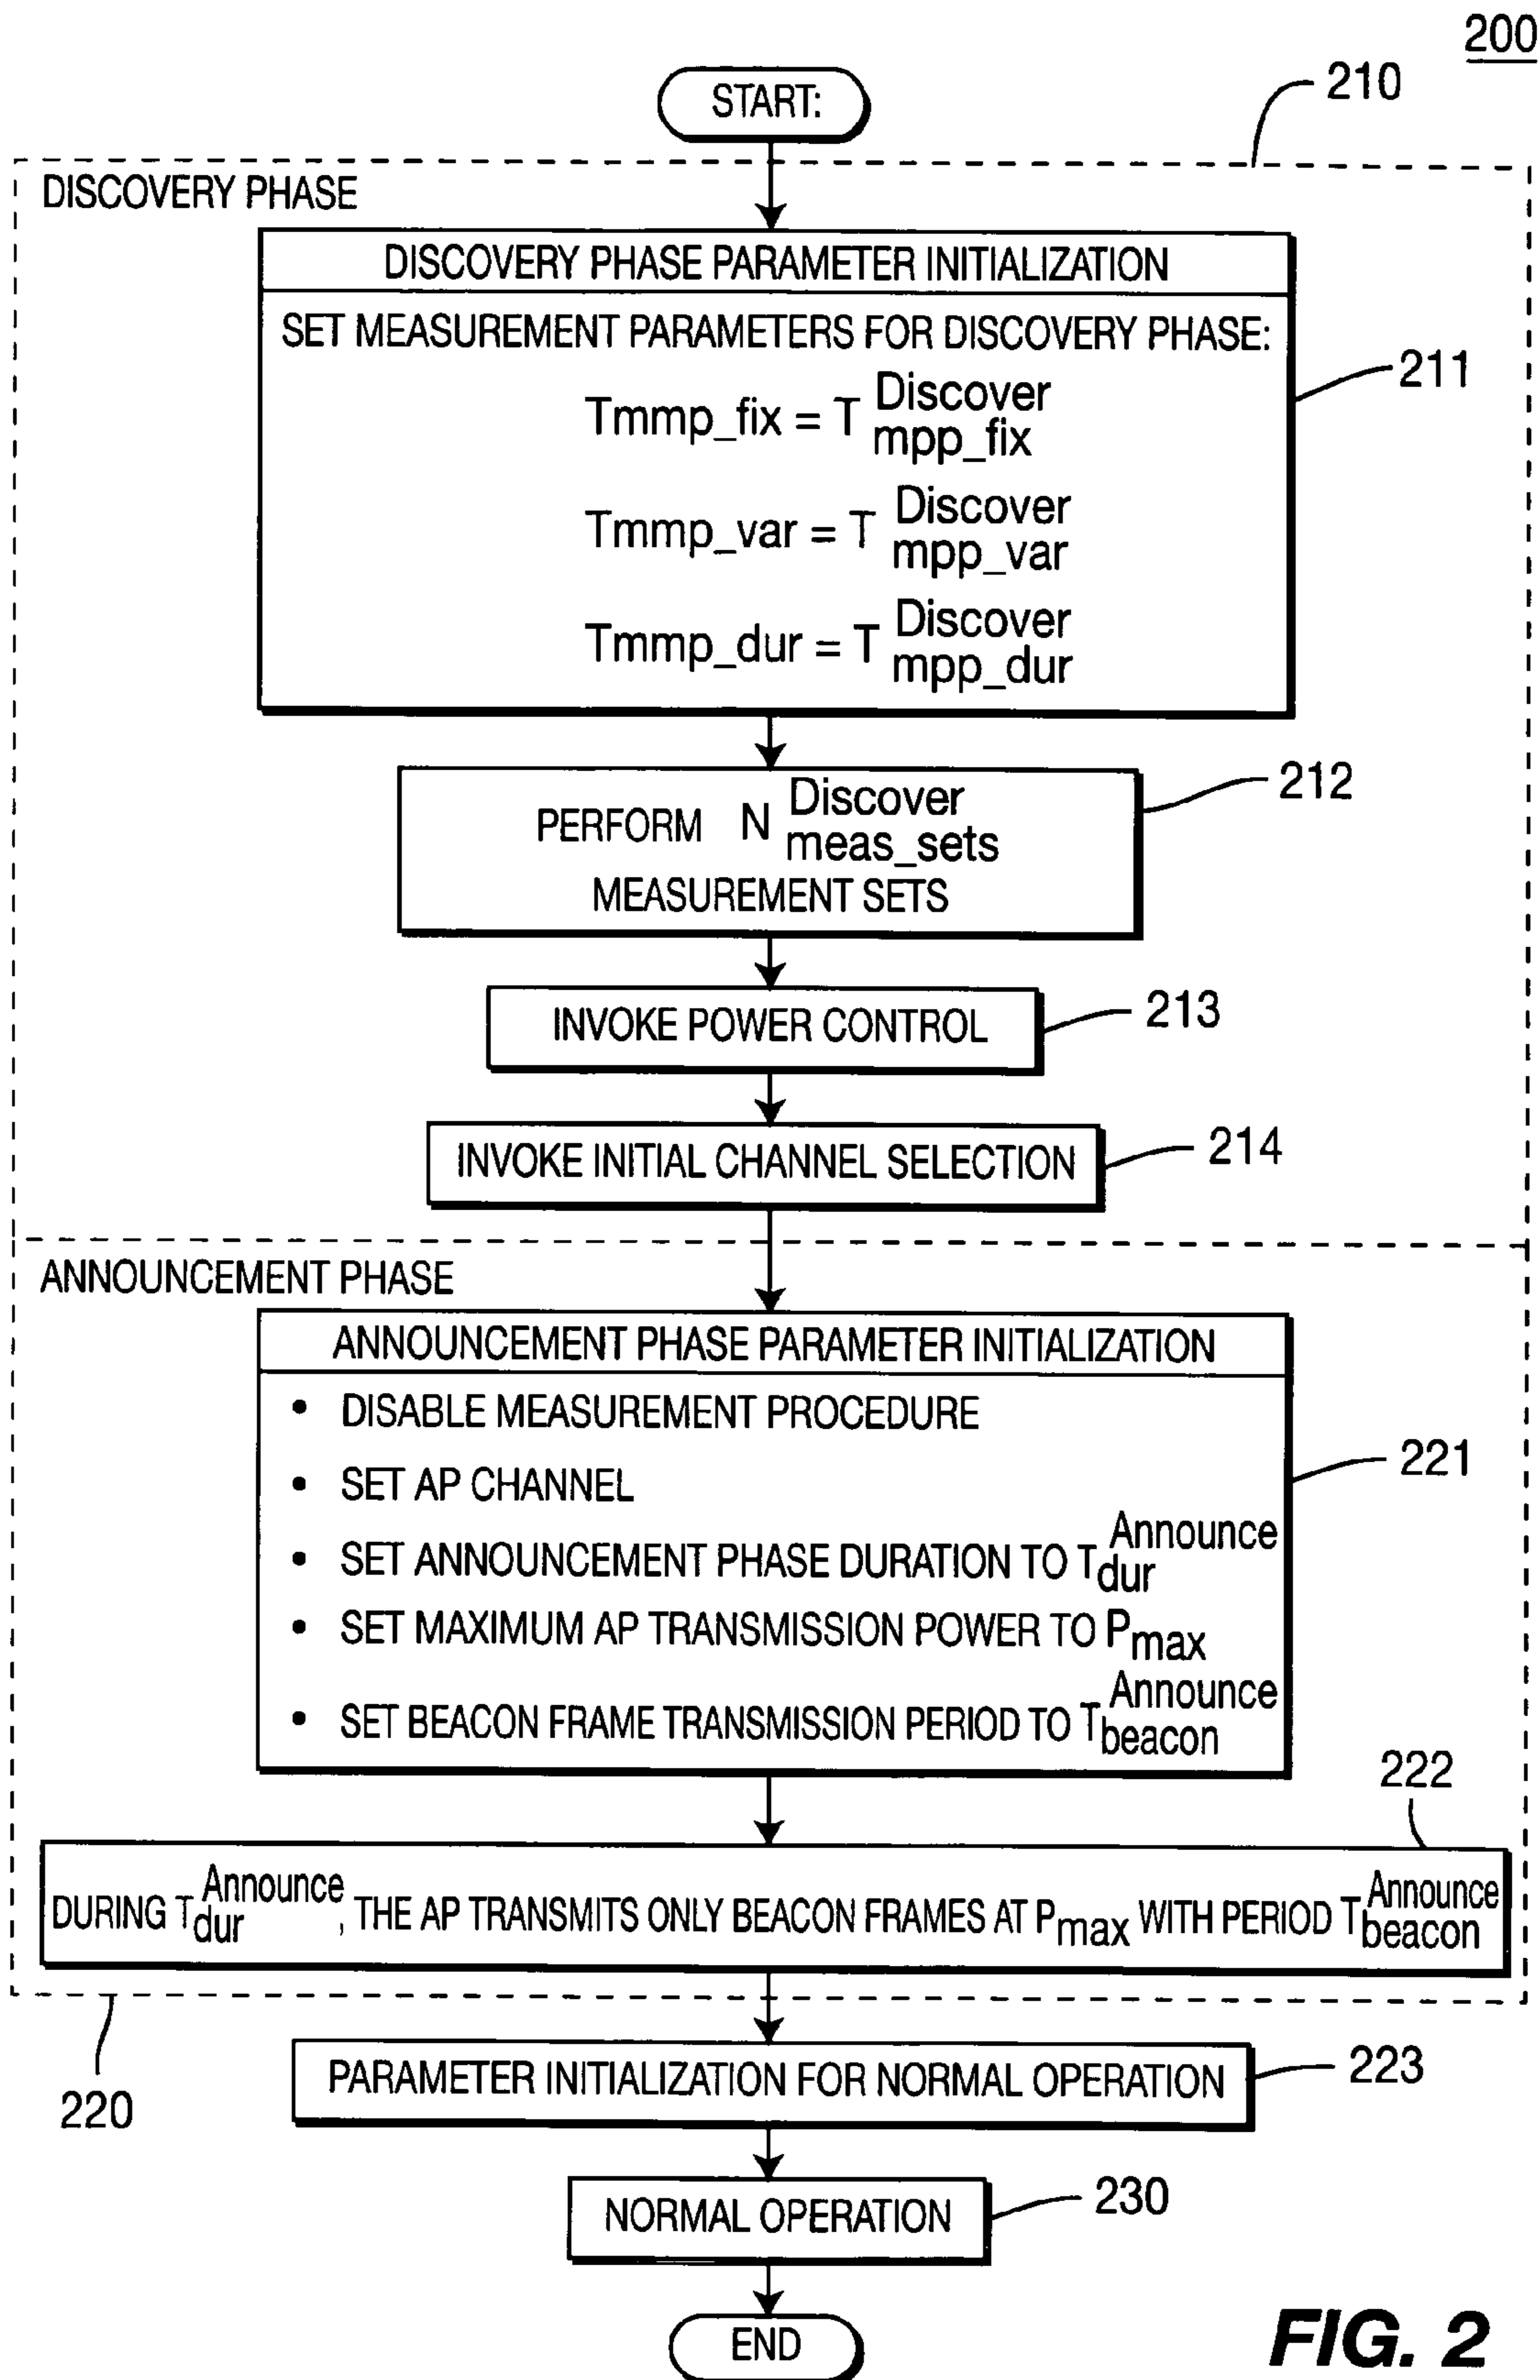 200
210
START:
DISCOVERY PHASE
DISCOVERY PHASE PARAMETER INITIALIZATION
SET MEASUREMENT PARAMETERS FOR DISCOVERY PHASE:
211
Tmmp_fix = T Discover mpp_fix
Tmmp_var = T Discover mpp_var
Tmmp_dur = T Discover mpp_dur
212
PERFORM N Discover meas_sets
MEASUREMENT SETS
INVOKE POWER CONTROL
213
INVOKE INITIAL CHANNEL SELECTION
214
ANNOUNCEMENT PHASE
ANNOUNCEMENT PHASE PARAMETER INITIALIZATION
• DISABLE MEASUREMENT PROCEDURE
221
• SET AP CHANNEL
• SET ANNOUNCEMENT PHASE DURATION TO T Announce dur
• SET MAXIMUM AP TRANSMISSION POWER TO Pmax
• SET BEACON FRAME TRANSMISSION PERIOD TO T Announce beacon
222
DURING T Announce dur, THE AP TRANSMITS ONLY BEACON FRAMES AT Pmax WITH PERIOD T Announce beacon
220
PARAMETER INITIALIZATION FOR NORMAL OPERATION
223
NORMAL OPERATION
230
END
FIG. 2